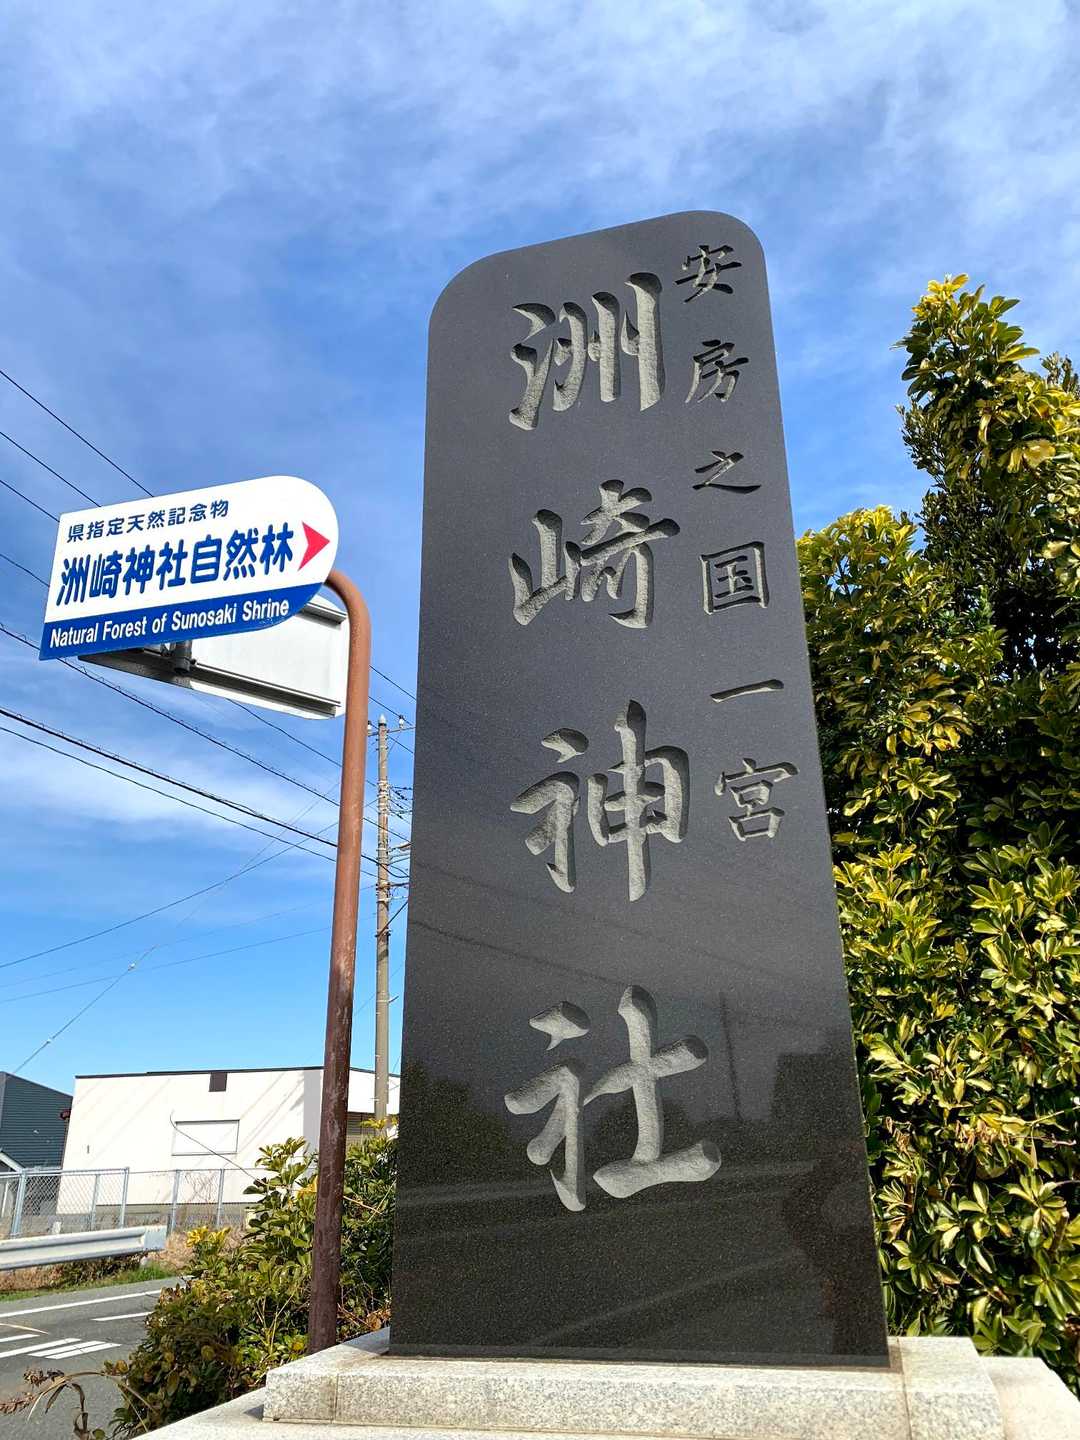 安房之国一宮
洲崎神社
県指定天然記念物
洲崎神社自然林
Natural Forest of Sunosaki Shrine